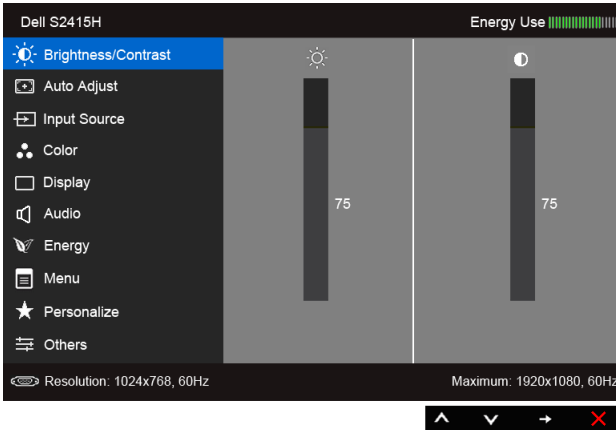 Dell S2415H
Energy Use
Brightness/Contrast
Auto Adjust
Input Source
Color
Display
Audio
Energy
Menu
Personalize
Others
75
75
Resolution: 1024x768, 60Hz
Maximum: 1920x1080, 60Hz